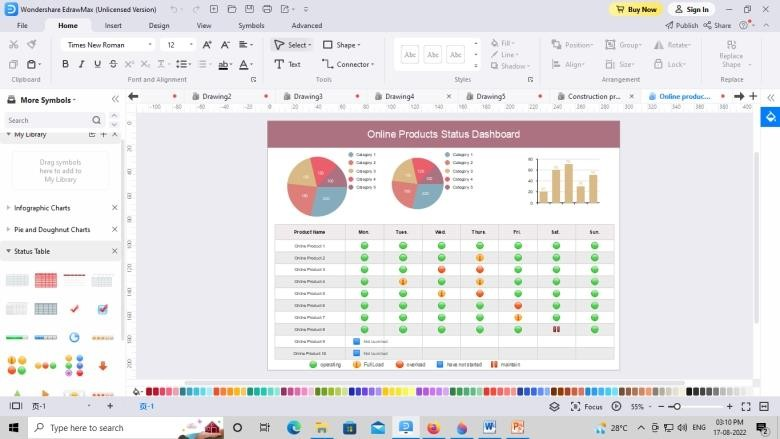 Wondershare EdrawMax (Unlicensed Version)
Buy Now
Sign In
File
Home
Insert
Design
View
Symbols
Advanced
Publish
Share
Times New Roman
12
Select
Shape
Text
Connector
Abc
Abc
Abc
Fill
Line
Shadow
Position
Group
Rotate
Align
Size
Lock
Replace
Shape
Clipboard
Font and Alignment
Tools
Styles
Arrangement
Replace
More Symbols
Drawing2
Drawing3
Drawing4
Drawing5
Construction pr...
Online produc...
Search
My Library
Drag symbols
here to add to
My Library
Infographic Charts
Pie and Doughnut Charts
Status Table
Online Products Status Dashboard
Category 1
Category 2
Category 3
Category 4
Category 5
Category 1
Category 2
Category 3
Category 4
Category 5
80
60
40
20
0
Product Name Mon. Tues. Wed. Thurs. Fri. Sat. Sun.
Online Product 1
Online Product 2
Online Product 3
Online Product 4
Online Product 5
Online Product 6
Online Product 7
Online Product 8
Online Product 9 Not launched
Online Product 10 Not launched
operating Full Load overload have not started maintain
页-1
页-1
Focus
55%
Type here to search
28°C
03:10 PM
17-08-2022